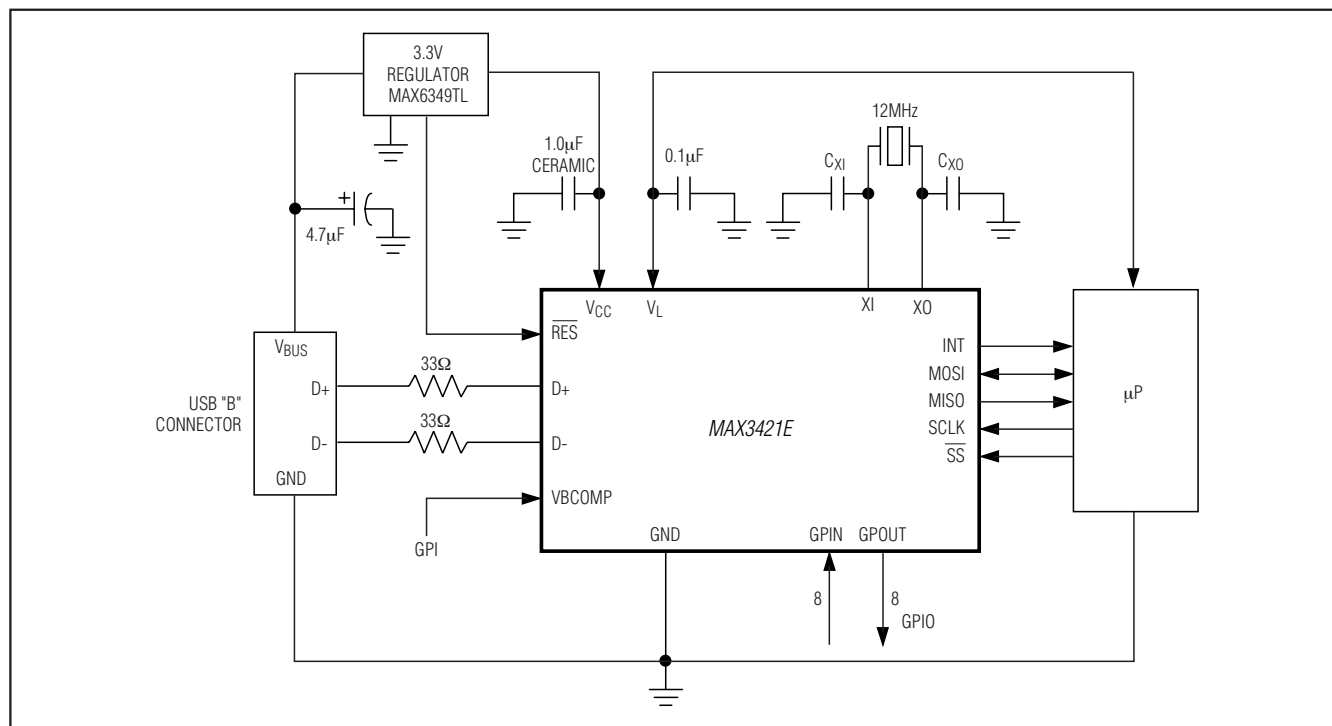 3.3V
REGULATOR
MAX6349TL
12MHz
1.0µF
CERAMIC
0.1µF
CXI
CXO
+
4.7µF
VCC
VL
XI
XO
RES
VBUS
D+
33Ω
D+
USB "B"
CONNECTOR
D-
33Ω
D-
GND
MAX3421E
INT
MOSI
MISO
SCLK
SS
µP
VBCOMP
GPI
GND
GPIN
GPOUT
8
8
GPIO